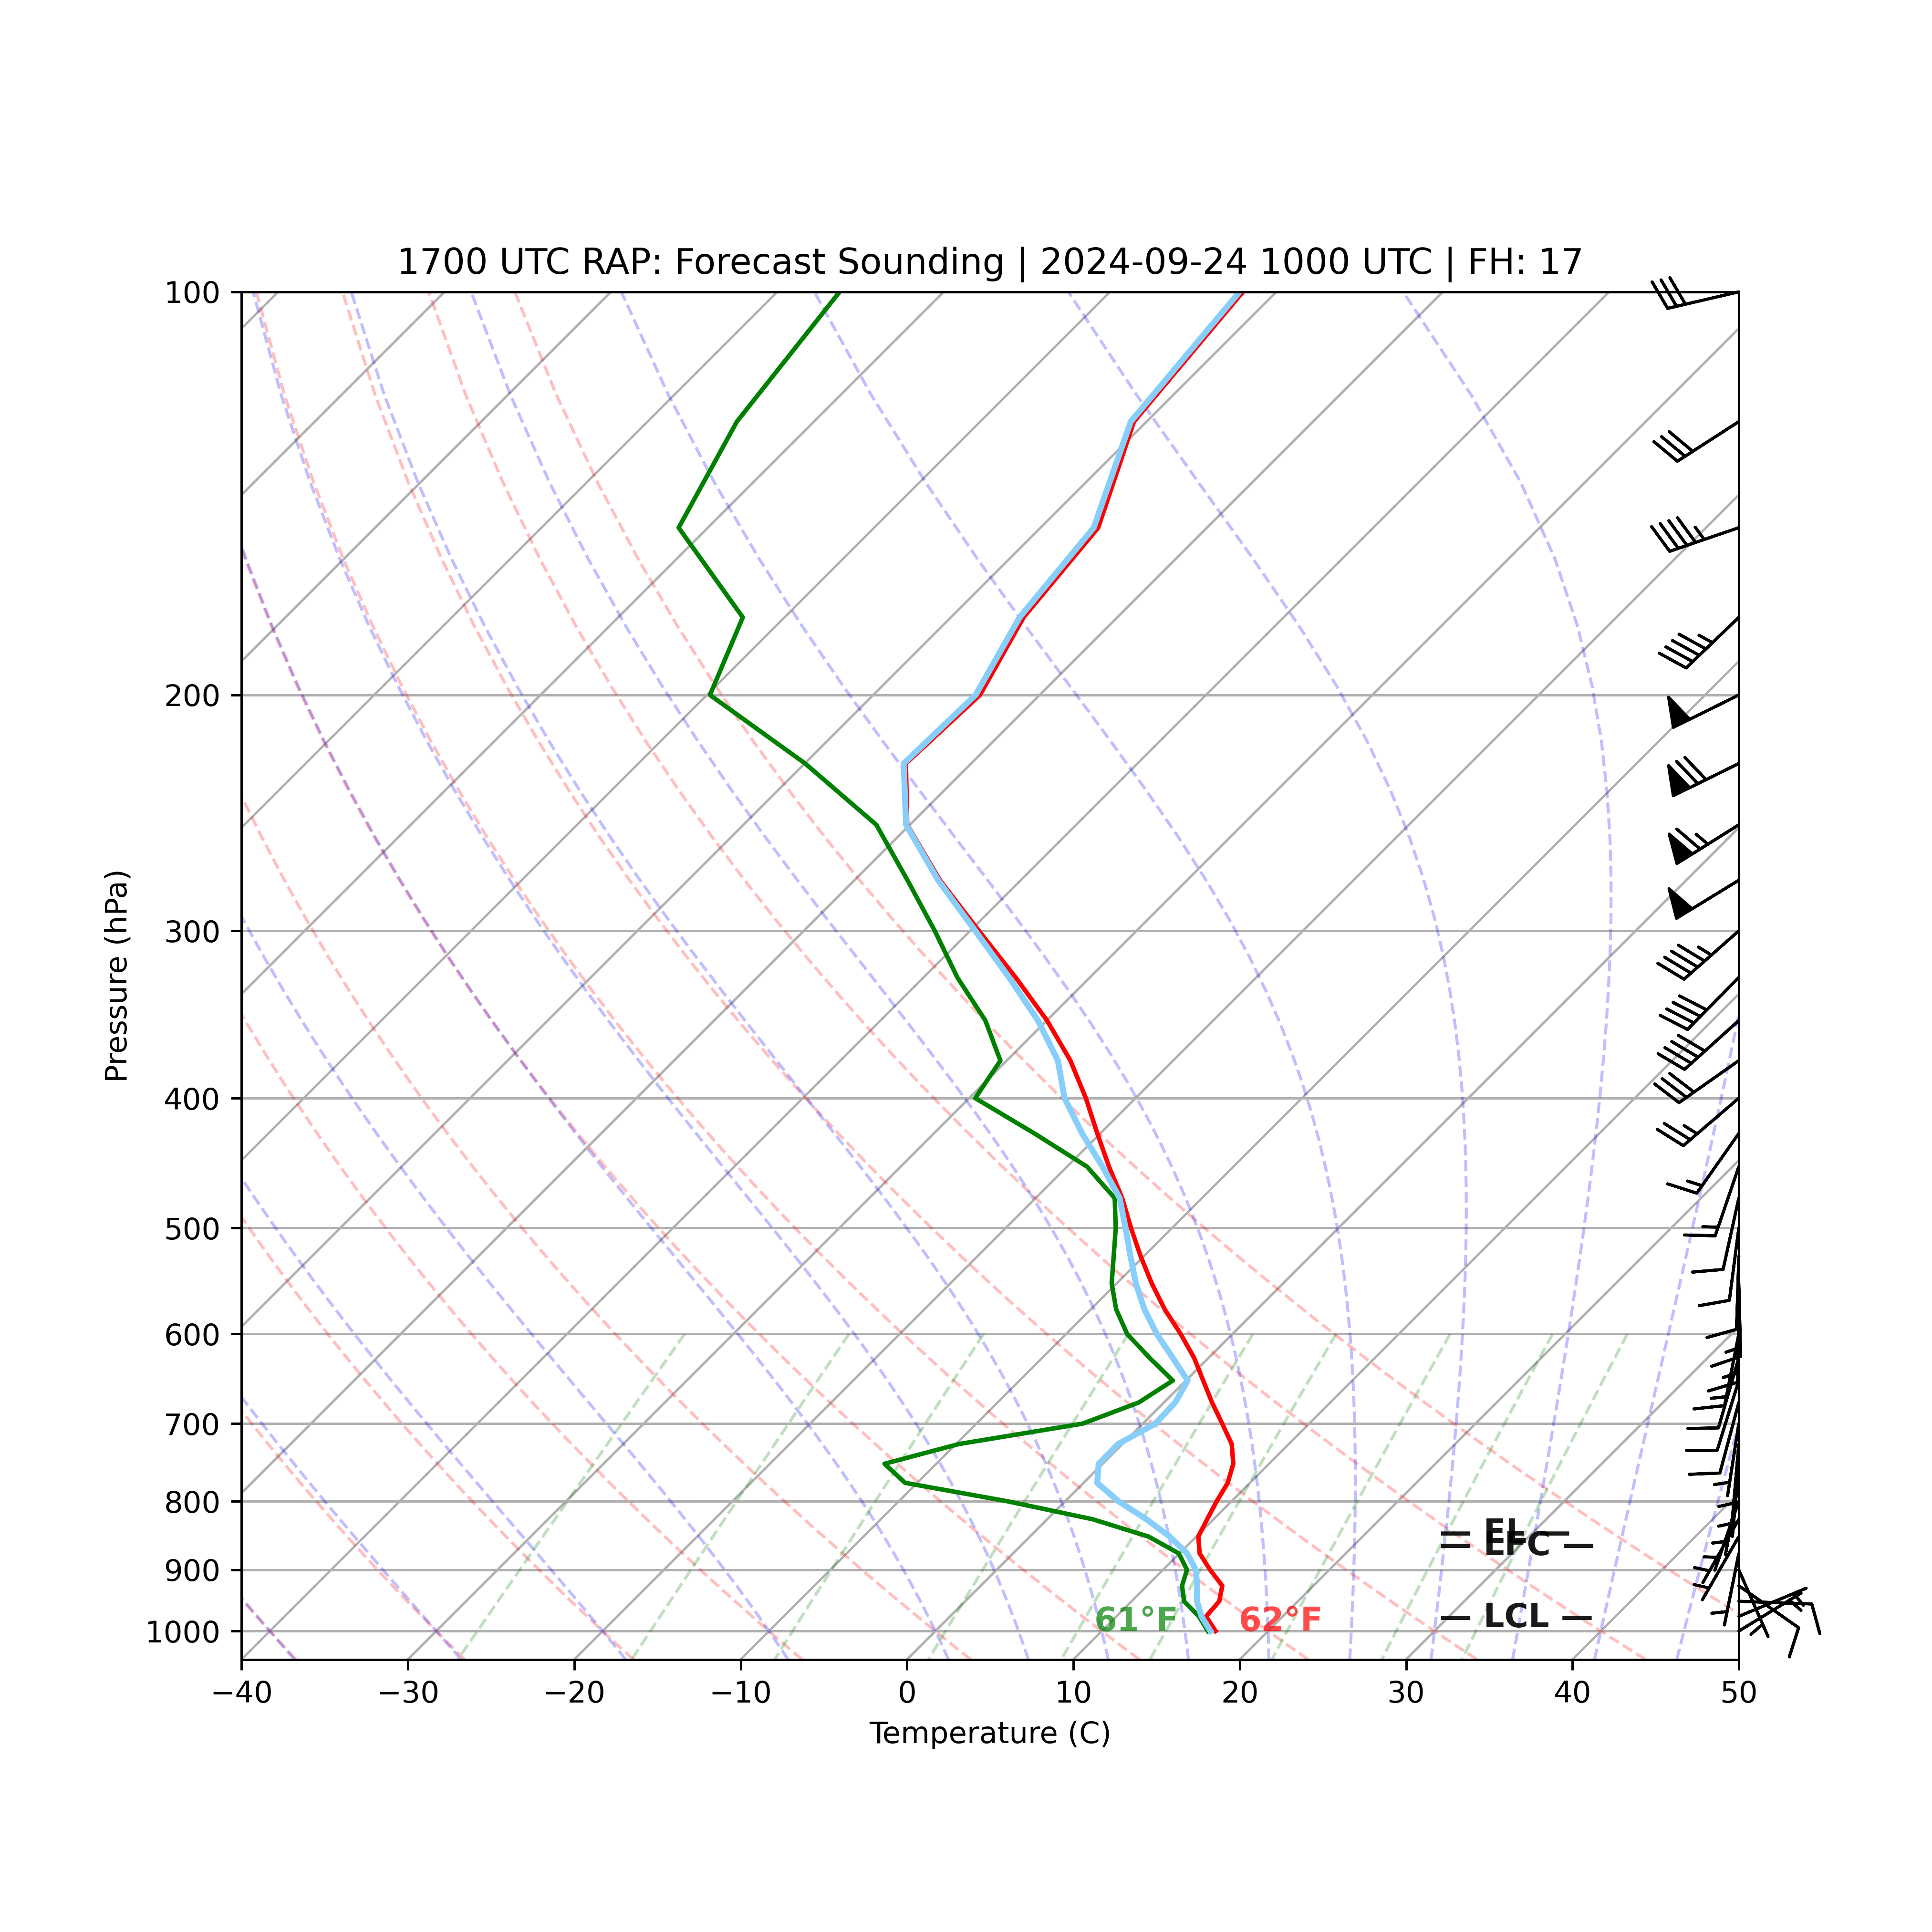 1700 UTC RAP: Forecast Sounding | 2024-09-24 1000 UTC | FH: 17
100
200
300
400
500
600
700
800
900
1000
Pressure (hPa)
— EL —
— LFC —
— LCL —
61°F 62°F
−40 −30 −20 −10 0 10 20 30 40 50
Temperature (C)